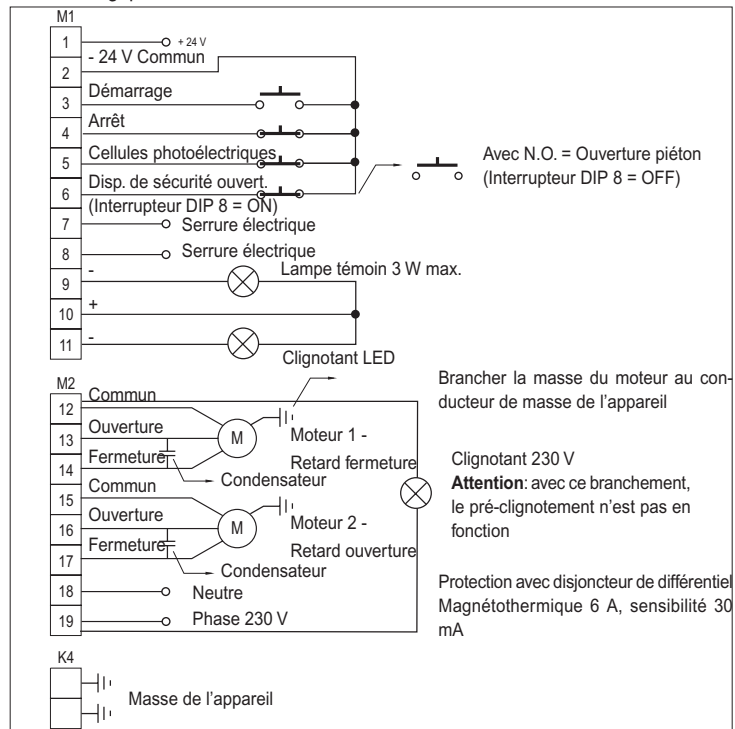 M1
1
+ 24 V
- 24 V Commun
2
Démarrage
3
Arrêt
4
Cellules photoélectriques
5
Avec N.O. = Ouverture piéton
(Interrupteur DIP 8 = OFF)
Disp. de sécurité ouvert.
6
(Interrupteur DIP 8 = ON)
7
Serrure électrique
8
Serrure électrique
-
9
Lampe témoin 3 W max.
+
10
-
11
Clignotant LED
M2
Commun
12
Ouverture
13
M
Moteur 1 -
Retard fermeture
Fermeture
14
Condensateur
Commun
15
Ouverture
16
M
Moteur 2 -
Retard ouverture
Fermeture
17
Condensateur
18
Neutre
19
Phase 230 V
Brancher la masse du moteur au con-
ducteur de masse de l’appareil
Clignotant 230 V
Attention: avec ce branchement,
le pré-clignotement n’est pas en
fonction
Protection avec disjoncteur de différentiel
Magnétothermique 6 A, sensibilité 30
mA
K4
Masse de l’appareil